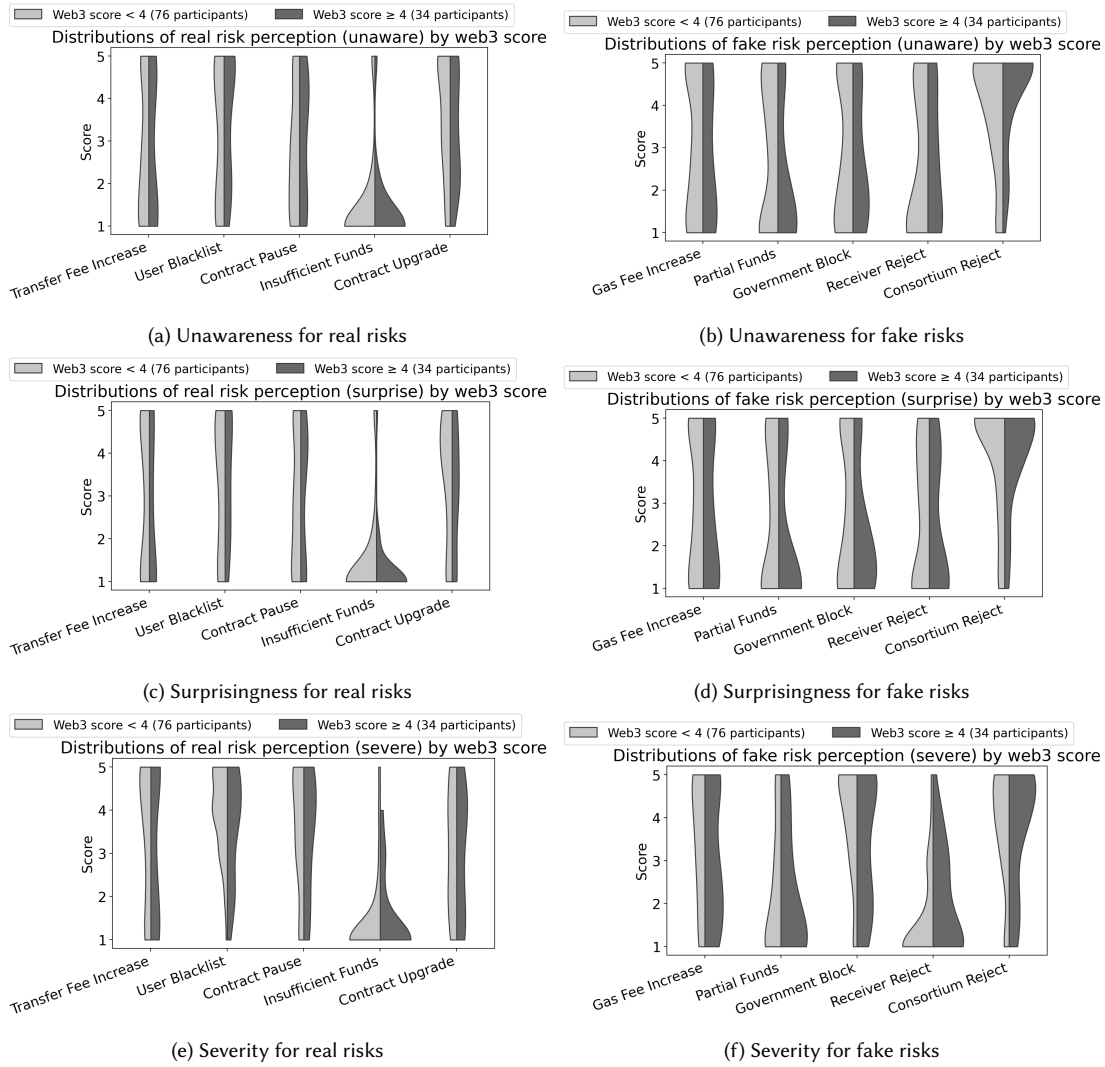 Web3 score < 4 (76 participants) Web3 score ≥ 4 (34 participants)
Distributions of real risk perception (unaware) by web3 score
5
4
3
2
1
Score
Transfer Fee Increase
User Blacklist
Contract Pause
Insufficient Funds
Contract Upgrade
(a) Unawareness for real risks
Web3 score < 4 (76 participants) Web3 score ≥ 4 (34 participants)
Distributions of fake risk perception (unaware) by web3 score
5
4
3
2
1
Score
Gas Fee Increase
Partial Funds
Government Block
Receiver Reject
Consortium Reject
(b) Unawareness for fake risks
Web3 score < 4 (76 participants) Web3 score ≥ 4 (34 participants)
Distributions of real risk perception (surprise) by web3 score
5
4
3
2
1
Score
Transfer Fee Increase
User Blacklist
Contract Pause
Insufficient Funds
Contract Upgrade
(c) Surprisingness for real risks
Web3 score < 4 (76 participants) Web3 score ≥ 4 (34 participants)
Distributions of fake risk perception (surprise) by web3 score
5
4
3
2
1
Score
Gas Fee Increase
Partial Funds
Government Block
Receiver Reject
Consortium Reject
(d) Surprisingness for fake risks
Web3 score < 4 (76 participants) Web3 score ≥ 4 (34 participants)
Distributions of real risk perception (severe) by web3 score
5
4
3
2
1
Score
Transfer Fee Increase
User Blacklist
Contract Pause
Insufficient Funds
Contract Upgrade
(e) Severity for real risks
Web3 score < 4 (76 participants) Web3 score ≥ 4 (34 participants)
Distributions of fake risk perception (severe) by web3 score
5
4
3
2
1
Score
Gas Fee Increase
Partial Funds
Government Block
Receiver Reject
Consortium Reject
(f) Severity for fake risks